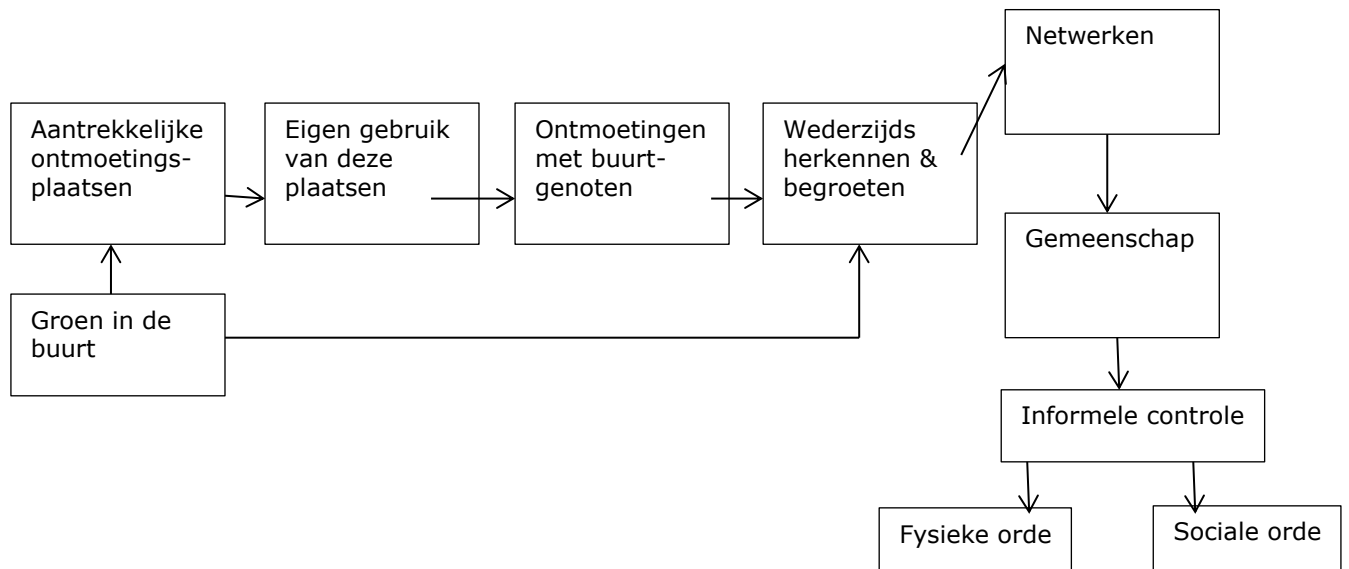 Netwerken
Aantrekkelijke
ontmoetings-
plaatsen
Eigen gebruik
van deze
plaatsen
Ontmoetingen
met buurt-
genoten
Wederzijds
herkennen &
begroeten
Gemeenschap
Groen in de
buurt
Informele controle
Fysieke orde
Sociale orde